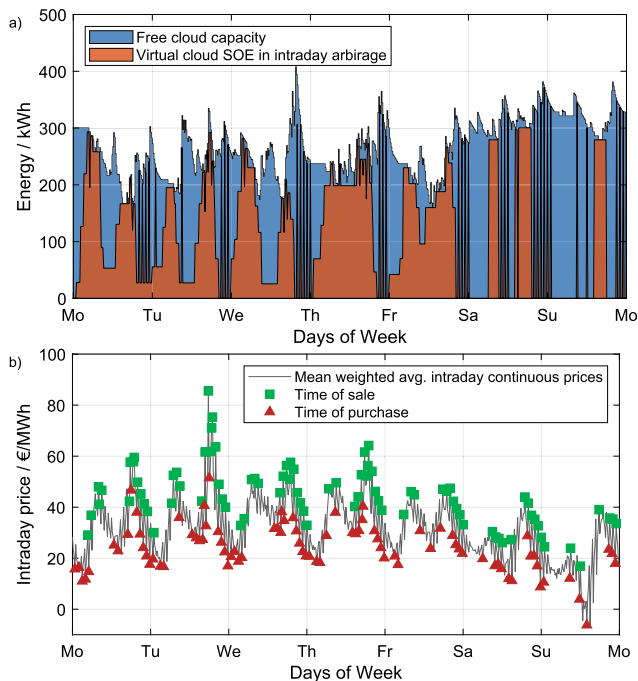 a)
500
400
300
200
100
0
Energy / kWh
Free cloud capacity
Virtual cloud SOE in intraday arbirage
Mo Tu We Th Fr Sa Su Mo
Days of Week
b)
100
80
60
40
20
0
Intraday price / €/MWh
Mean weighted avg. intraday continuous prices
Time of sale
Time of purchase
Mo Tu We Th Fr Sa Su Mo
Days of Week